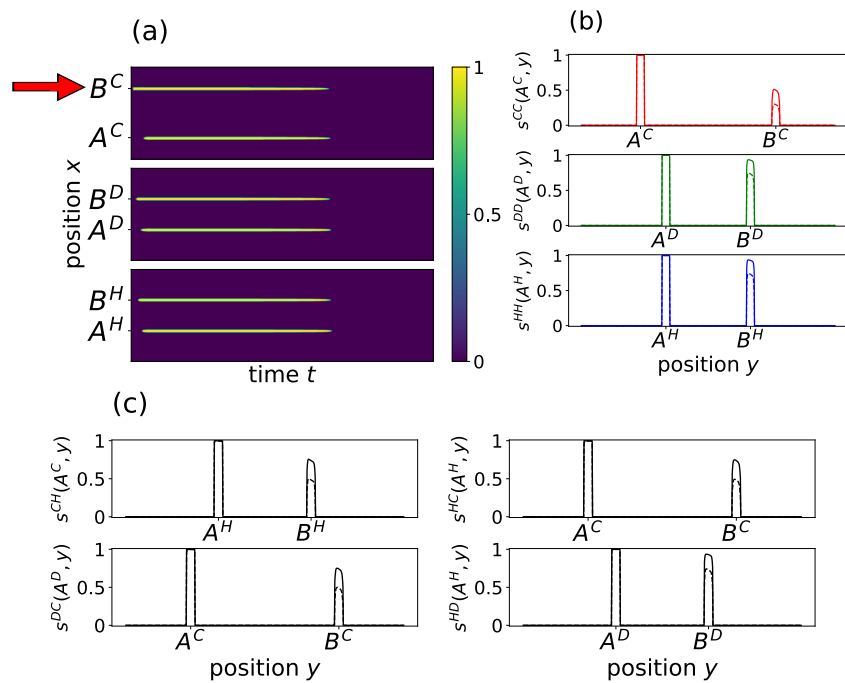 (a)
B^C
A^C
B^D
A^D
B^H
A^H
position x
time t
1
0.5
0
(b)
s^{CC}(A^C, y)
1
0.5
0
A^C
B^C
s^{DD}(A^D, y)
1
0.5
0
A^D
B^D
s^{HH}(A^H, y)
1
0.5
0
A^H
B^H
position y
(c)
s^{CH}(A^C, y)
1
0.5
0
A^H
B^H
s^{HC}(A^H, y)
1
0.5
0
A^C
B^C
s^{DC}(A^D, y)
1
0.5
0
A^C
B^C
position y
s^{HD}(A^H, y)
1
0.5
0
A^D
B^D
position y